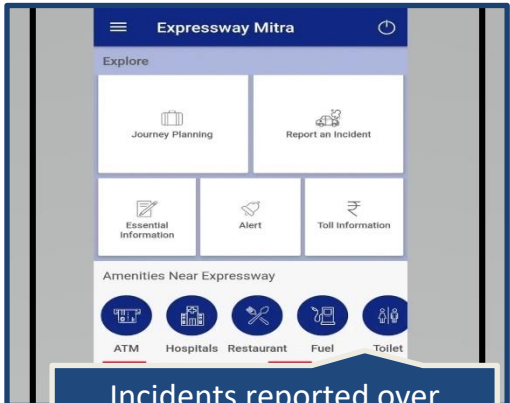 Expressway Mitra
Explore
Journey Planning
Report an Incident
Essential
Information
Alert
Toll Information
Amenities Near Expressway
ATM
Hospitals
Restaurant
Fuel
Toilet
Incidents reported over